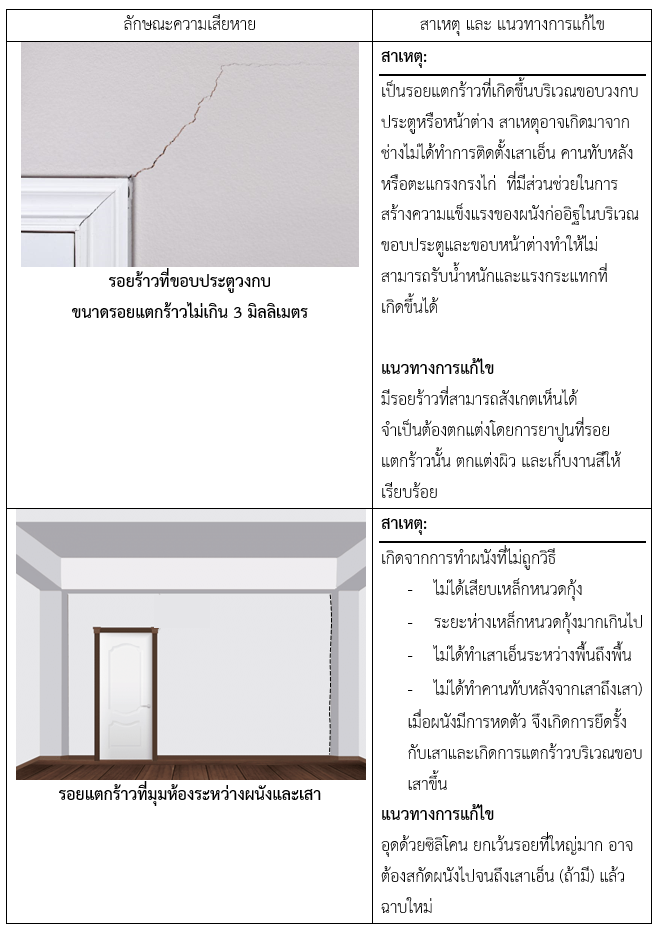 ลักษณะความเสียหาย
สาเหตุ และ แนวทางการแก้ไข
รอยร้าวที่ขอบประตูวงกบ
ขนาดรอยแตกร้าวไม่เกิน 3 มิลลิเมตร
สาเหตุ:
เป็นรอยแตกร้าวที่เกิดขึ้นบริเวณขอบวงกบ
ประตูหรือหน้าต่าง สาเหตุอาจเกิดมาจาก
ช่างไม่ได้ทำการติดตั้งเสาเอ็น คานทับหลัง
หรือตะแกรงกรงไก่ ที่มีส่วนช่วยในการ
สร้างความแข็งแรงของผนังก่ออิฐในบริเวณ
ขอบประตูและขอบหน้าต่างทำให้ไม่
สามารถรับน้ำหนักและแรงกระแทกที่
เกิดขึ้นได้
แนวทางการแก้ไข
มีรอยร้าวที่สามารถสังเกตเห็นได้
จำเป็นต้องตกแต่งโดยการยาปูนที่รอย
แตกร้าวนั้น ตกแต่งผิว และเก็บงานสีให้
เรียบร้อย
รอยแตกร้าวที่มุมห้องระหว่างผนังและเสา
สาเหตุ:
เกิดจากการทำผนังที่ไม่ถูกวิธี
- ไม่ได้เสียบเหล็กหนวดกุ้ง
- ระยะห่างเหล็กหนวดกุ้งมากเกินไป
- ไม่ได้ทำเสาเอ็นระหว่างพื้นถึงพื้น
- ไม่ได้ทำคานทับหลังจากเสาถึงเสา)
เมื่อผนังมีการหดตัว จึงเกิดการยึดรั้ง
กับเสาและเกิดการแตกร้าวบริเวณขอบ
เสาขึ้น
แนวทางการแก้ไข
อุดด้วยซิลิโคน ยกเว้นรอยที่ใหญ่มาก อาจ
ต้องสกัดผนังไปจนถึงเสาเอ็น (ถ้ามี) แล้ว
ฉาบใหม่